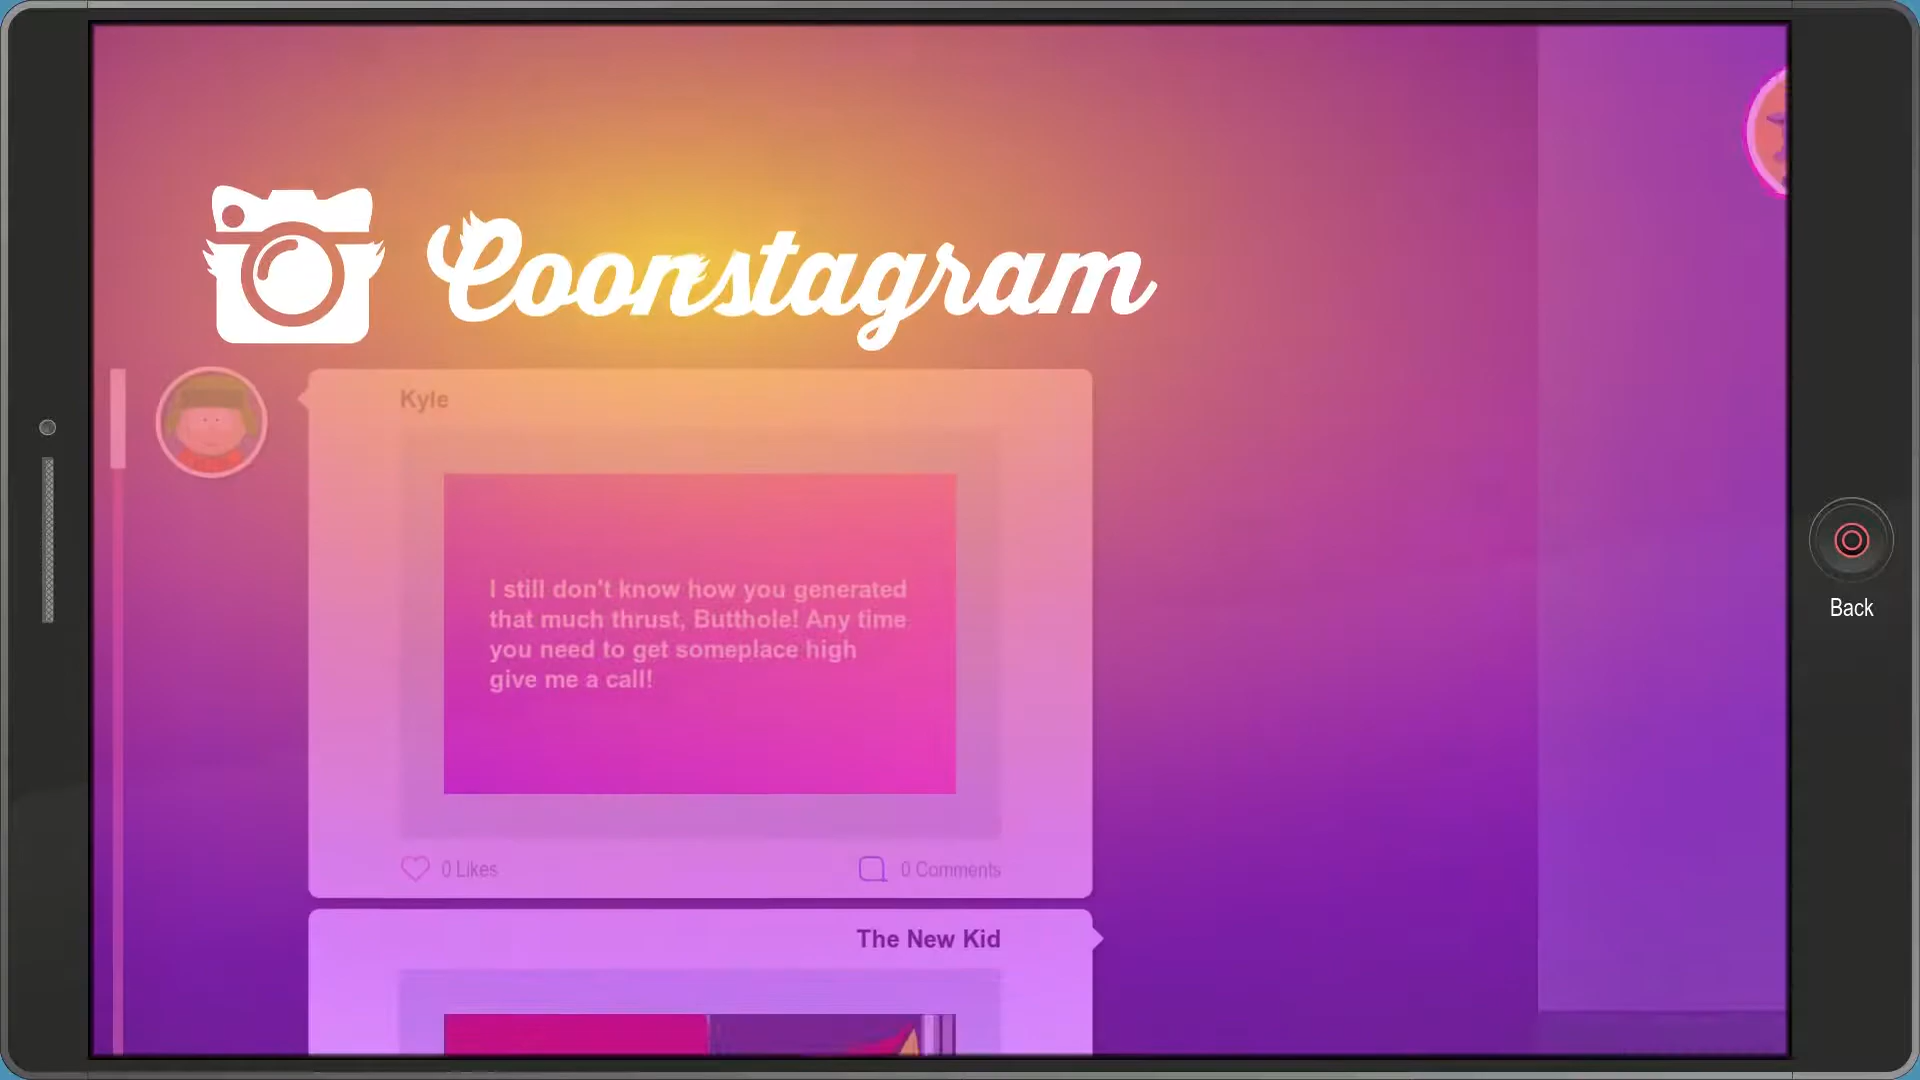 Coonstagram
Kyle
I still don't know how you generated
that much thrust, Butthole! Any time
you need to get someplace high
give me a call!
0 Likes
0 Comments
The New Kid
Back